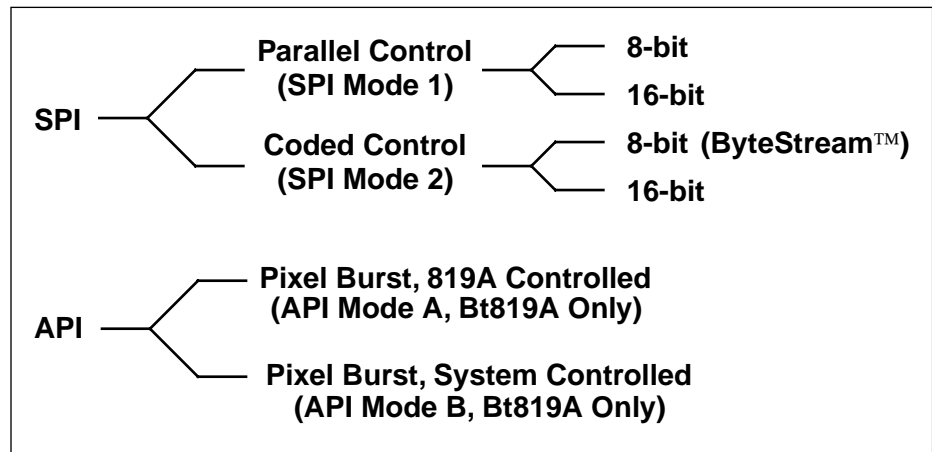 SPI
Parallel Control
(SPI Mode 1)
8-bit
16-bit
Coded Control
(SPI Mode 2)
8-bit (ByteStream™)
16-bit
API
Pixel Burst, 819A Controlled
(API Mode A, Bt819A Only)
Pixel Burst, System Controlled
(API Mode B, Bt819A Only)